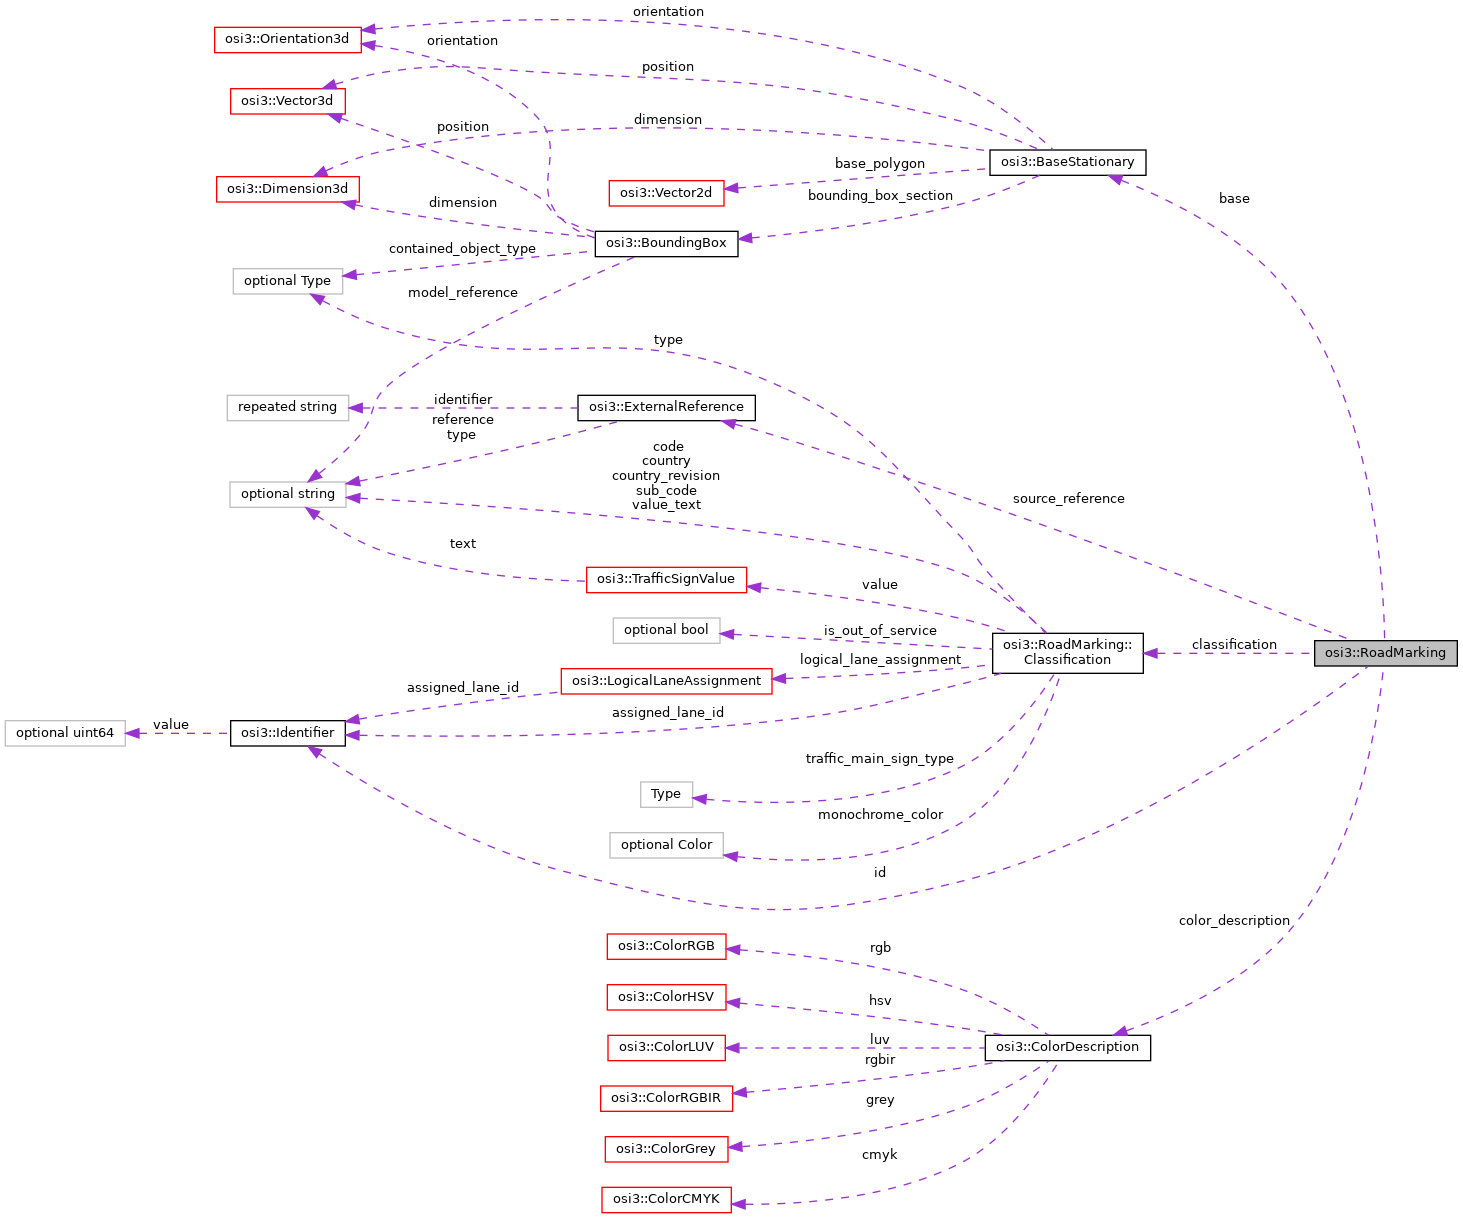 orientation
osi3::Orientation3d
orientation
position
osi3::Vector3d
dimension
position
osi3::BaseStationary
base_polygon
osi3::Dimension3d
osi3::Vector2d
bounding_box_section
base
dimension
osi3::BoundingBox
contained_object_type
optional Type
model_reference
type
identifier
repeated string
osi3::ExternalReference
reference
type
code
country
country_revision
sub_code
value_text
optional string
source_reference
text
osi3::TrafficSignValue
value
optional bool
is_out_of_service
osi3::RoadMarking::
Classification
classification
osi3::RoadMarking
logical_lane_assignment
osi3::LogicalLaneAssignment
assigned_lane_id
assigned_lane_id
optional uint64
value
osi3::Identifier
traffic_main_sign_type
Type
monochrome_color
optional Color
id
color_description
osi3::ColorRGB
rgb
osi3::ColorHSV
hsv
luv
osi3::ColorLUV
osi3::ColorDescription
rgbir
osi3::ColorRGBIR
grey
osi3::ColorGrey
cmyk
osi3::ColorCMYK